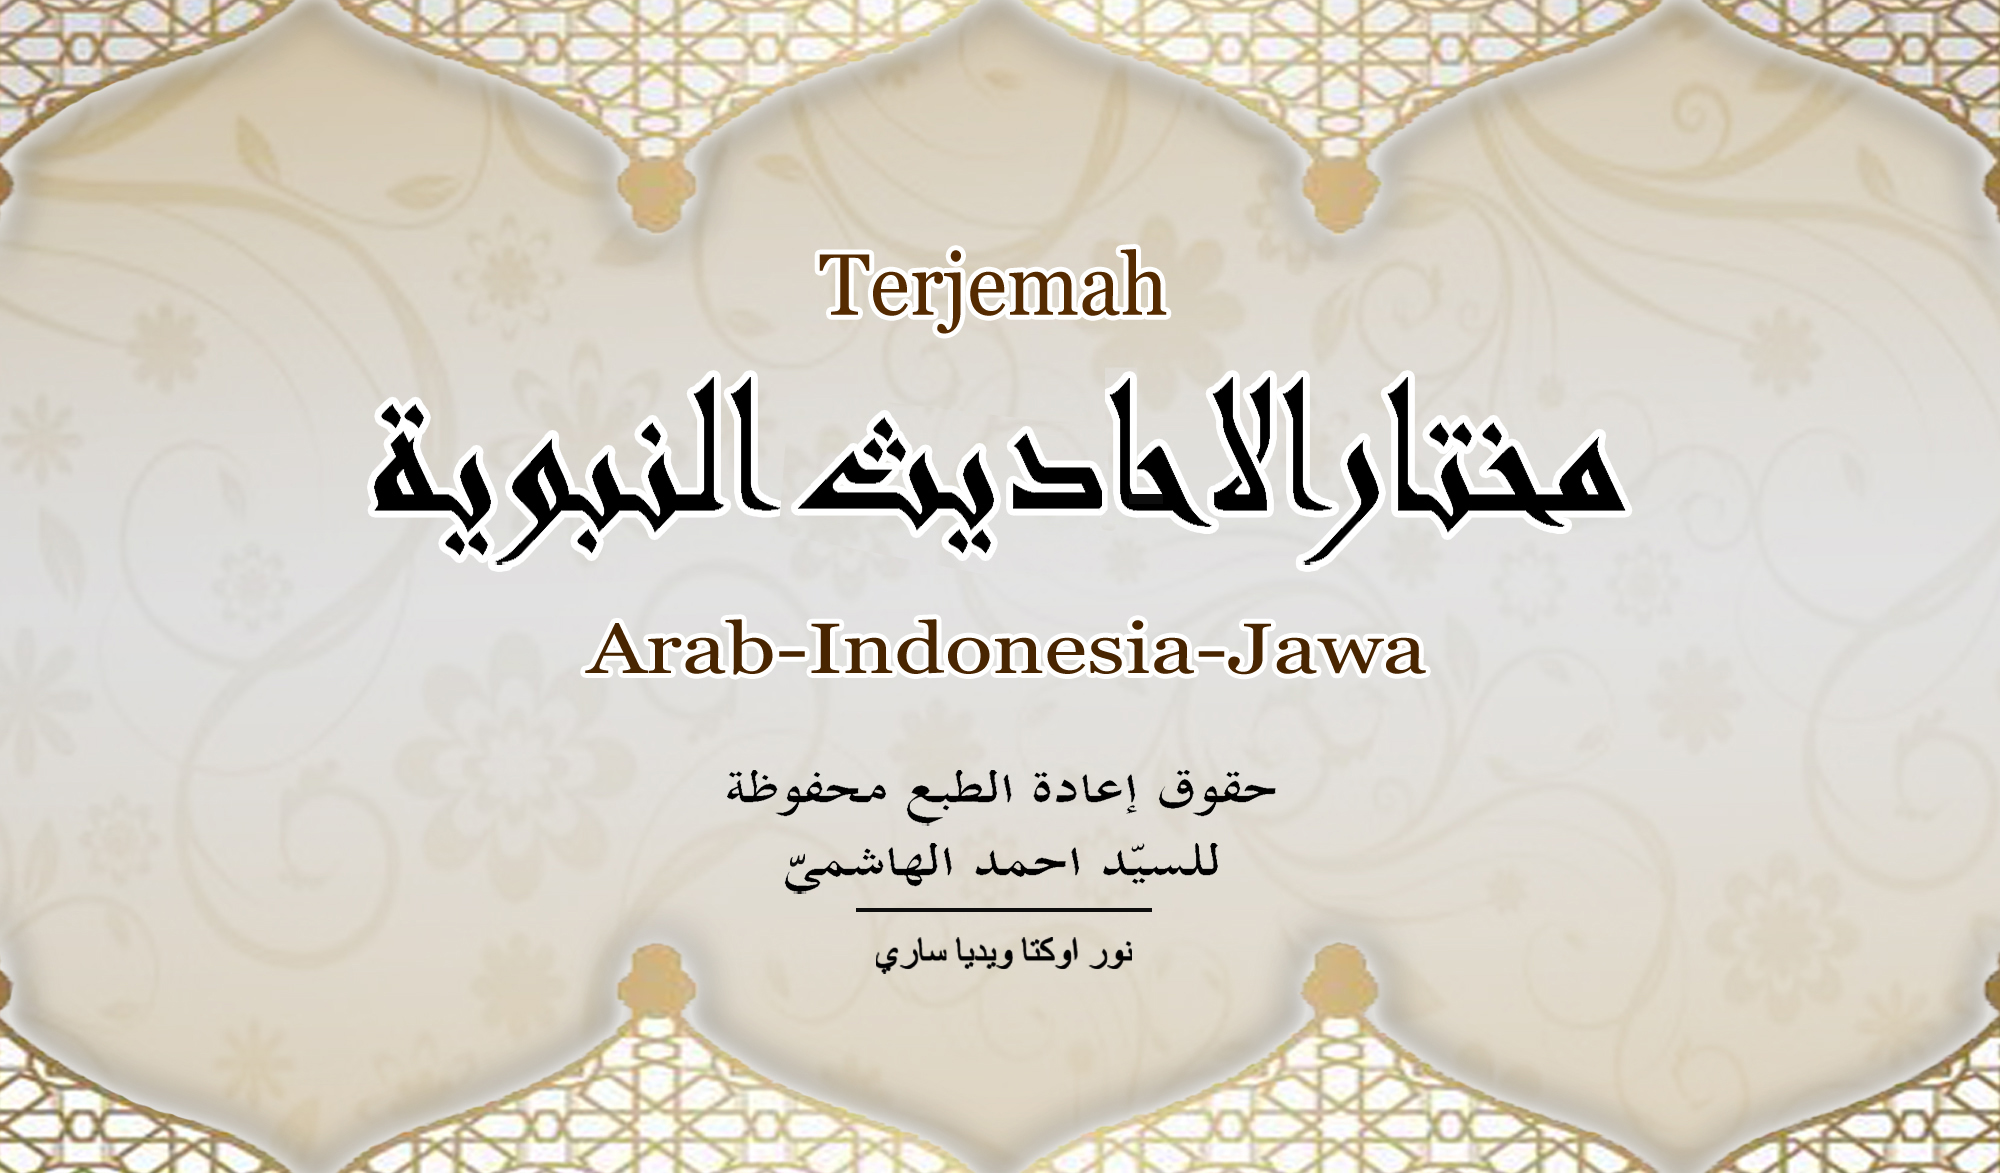 Terjemah
مختار الاحاديث النبوية
Arab-Indonesia-Jawa
حقوق إعادة الطبع محفوظة
للسيّد احمد الهاشميّ
نور اوكتا ويديا ساري